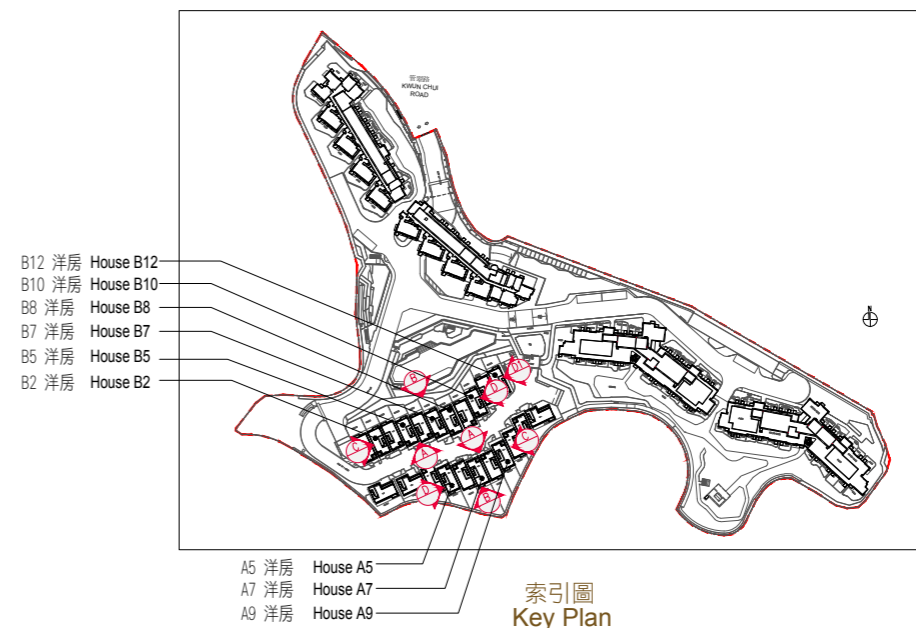 管翠路
KWUN CHUI
ROAD
N
B12 洋房 House B12
B10 洋房 House B10
B8 洋房 House B8
B7 洋房 House B7
B5 洋房 House B5
B2 洋房 House B2
D1
B
D
A
C
C
A
D
B
A5 洋房 House A5
A7 洋房 House A7
A9 洋房 House A9
索引圖
Key Plan